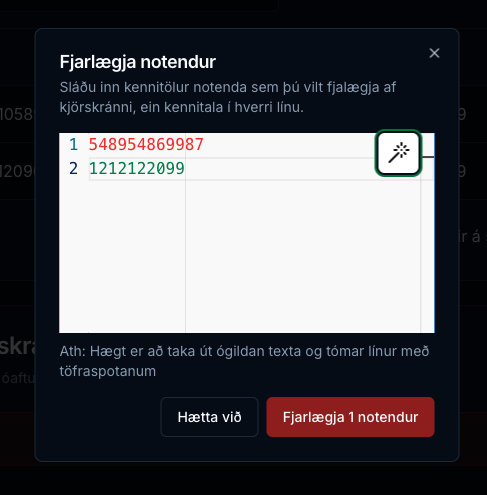 Fjarlægja notendur
Sláðu inn kennitölur notenda sem þú vilt fjalægja af
kjörskránni, ein kennitala í hverri línu.
1 548954869987
2 1212122099
Ath: Hægt er að taka út ógildan texta og tómar línur með
töfraspotanum
Hætta við
Fjarlægja 1 notendur